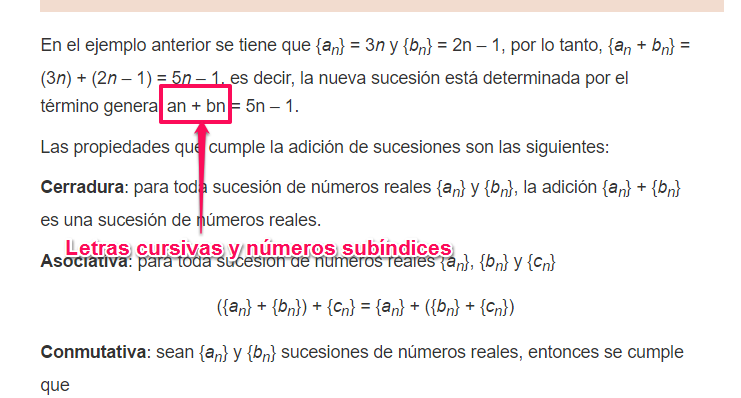 En el ejemplo anterior se tiene que {aₙ} = 3n y {bₙ} = 2n – 1, por lo tanto, {aₙ + bₙ} =
(3n) + (2n – 1) = 5n – 1, es decir, la nueva sucesión está determinada por el
término genera an + bn = 5n – 1.
Las propiedades que cumple la adición de sucesiones son las siguientes:
Cerradura: para toda sucesión de números reales {aₙ} y {bₙ}, la adición {aₙ} + {bₙ}
es una sucesión de números reales.
Letras cursivas y números subíndices
Asociativa: para toda sucesión de números reales {aₙ}, {bₙ} y {cₙ}
({aₙ} + {bₙ}) + {cₙ} = {aₙ} + ({bₙ} + {cₙ})
Conmutativa: sean {aₙ} y {bₙ} sucesiones de números reales, entonces se cumple
que